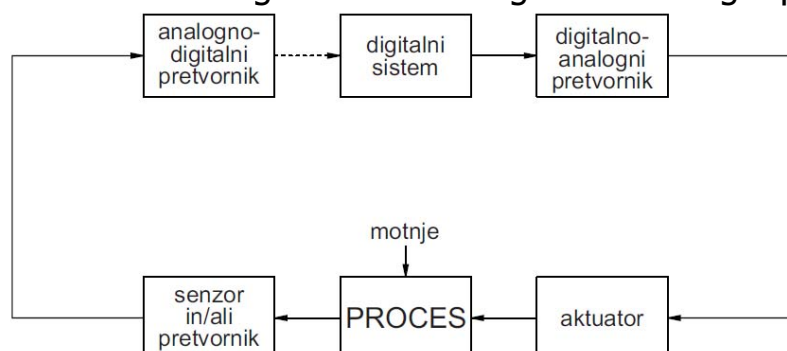 analogno-
digitalni
pretvornik
digitalni
sistem
digitalno-
analogni
pretvornik
motnje
senzor
in/ali
pretvornik
PROCES
aktuator